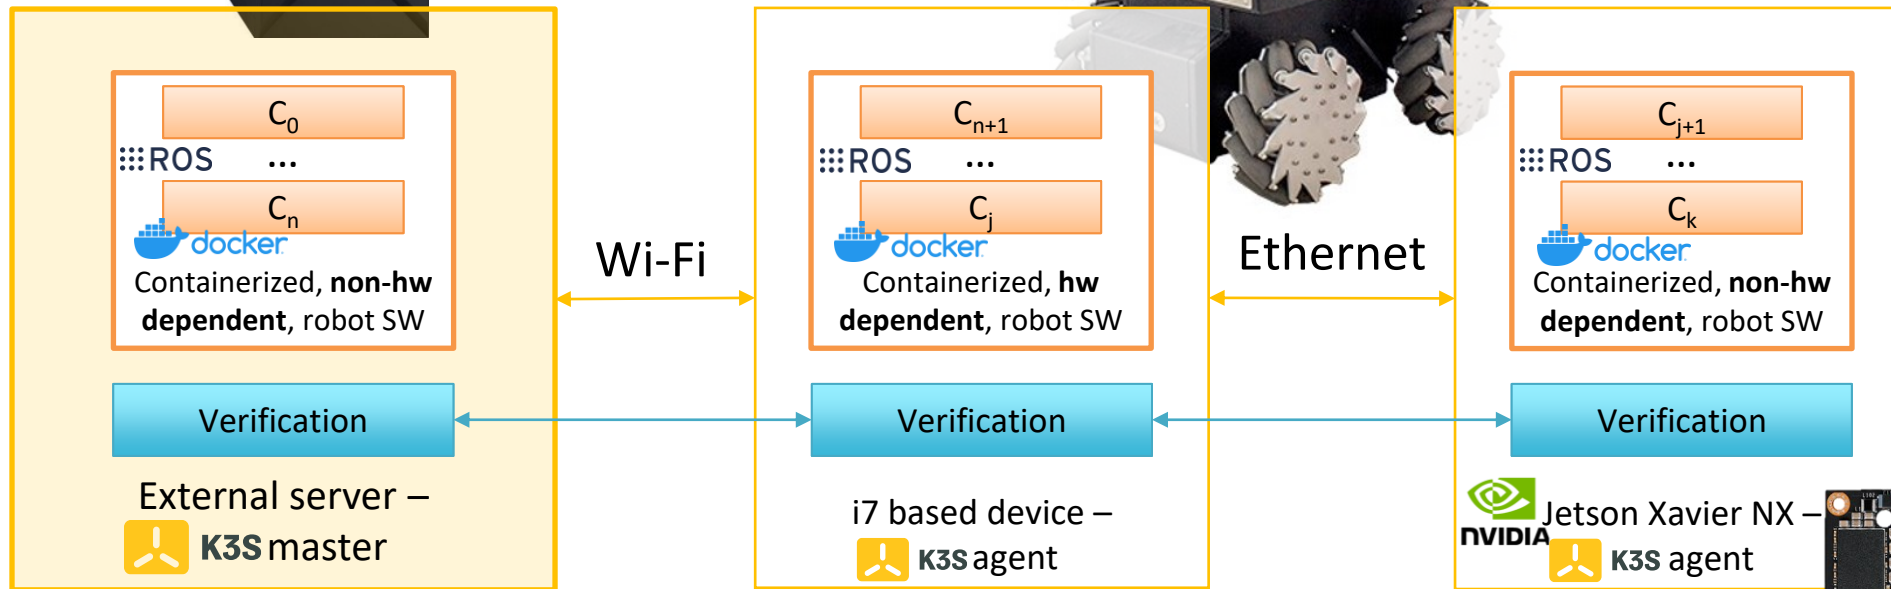 C0
ROS ...
Cn
docker
Containerized, non-hw
dependent, robot SW
Verification
External server –
K3S master
Wi-Fi
Cn+1
ROS ...
Cj
docker
Containerized, hw
dependent, robot SW
Verification
i7 based device –
K3S agent
Ethernet
Cj+1
ROS ...
Ck
docker
Containerized, non-hw
dependent, robot SW
Verification
NVIDIA
Jetson Xavier NX –
K3S agent